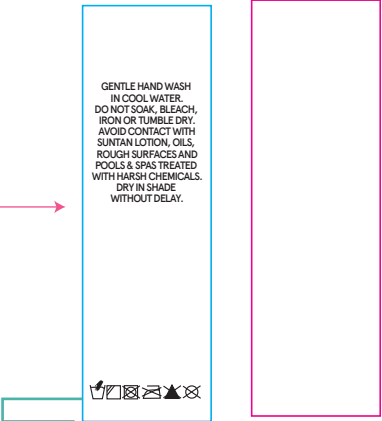 GENTLE HAND WASH
IN COOL WATER.
DO NOT SOAK, BLEACH,
IRON OR TUMBLE DRY.
AVOID CONTACT WITH
SUNTAN LOTION, OILS,
ROUGH SURFACES AND
POOLS & SPAS TREATED
WITH HARSH CHEMICALS.
DRY IN SHADE
WITHOUT DELAY.